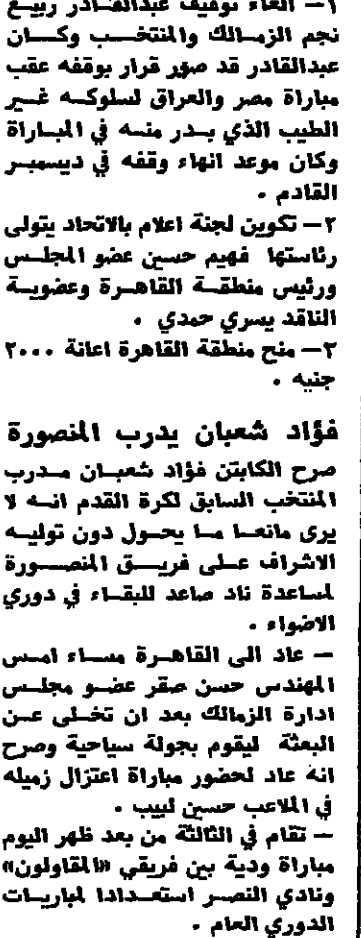 ١ — الغاء توقيف عبدالقادر ربيع
نجم الزمالك والمنتخب وكان
عبدالقادر قد صور قرار بوقفه عقب
مباراة مصر والعراق لسلوكه غير
الطيب الذي بدر منه في المباراة
وكان موعد انهاء وقفه في ديسمبر
القادم .
٢ — تكوين لجنة اعلام بالاتحاد يتولى
رئاستها فهيم حسين عضو المجلس
ورئيس منطقة القاهرة وعضوية
الناقد يسري حمدي .
٣ — منح منطقة القاهرة اعانة ٢٠٠٠
جنيه .
فؤاد شعبان يدرب المنصورة
صرح الكابتن فؤاد شعبان مدرب
المنتخب السابق لكرة القدم انه لا
يرى مانعا ما يحول دون توليه
الاشراف على فريق المنصورة
لمساعدة ناد صاعد للبقاء في دوري
الاضواء .
— عاد الى القاهرة مساء امس
المهندس حسن صقر عضو مجلس
ادارة الزمالك بعد ان تخلى عن
البعثة ليقوم بجولة سياحية وصرح
انه عاد لحضور مباراة اعتزال زميله
في الملاعب حسين لبيب .
— تقام في الثالثة من بعد ظهر اليوم
مباراة ودية بين فريقي «المقاولون»
ونادي النصر استعدادا لمباريات
الدوري العام .